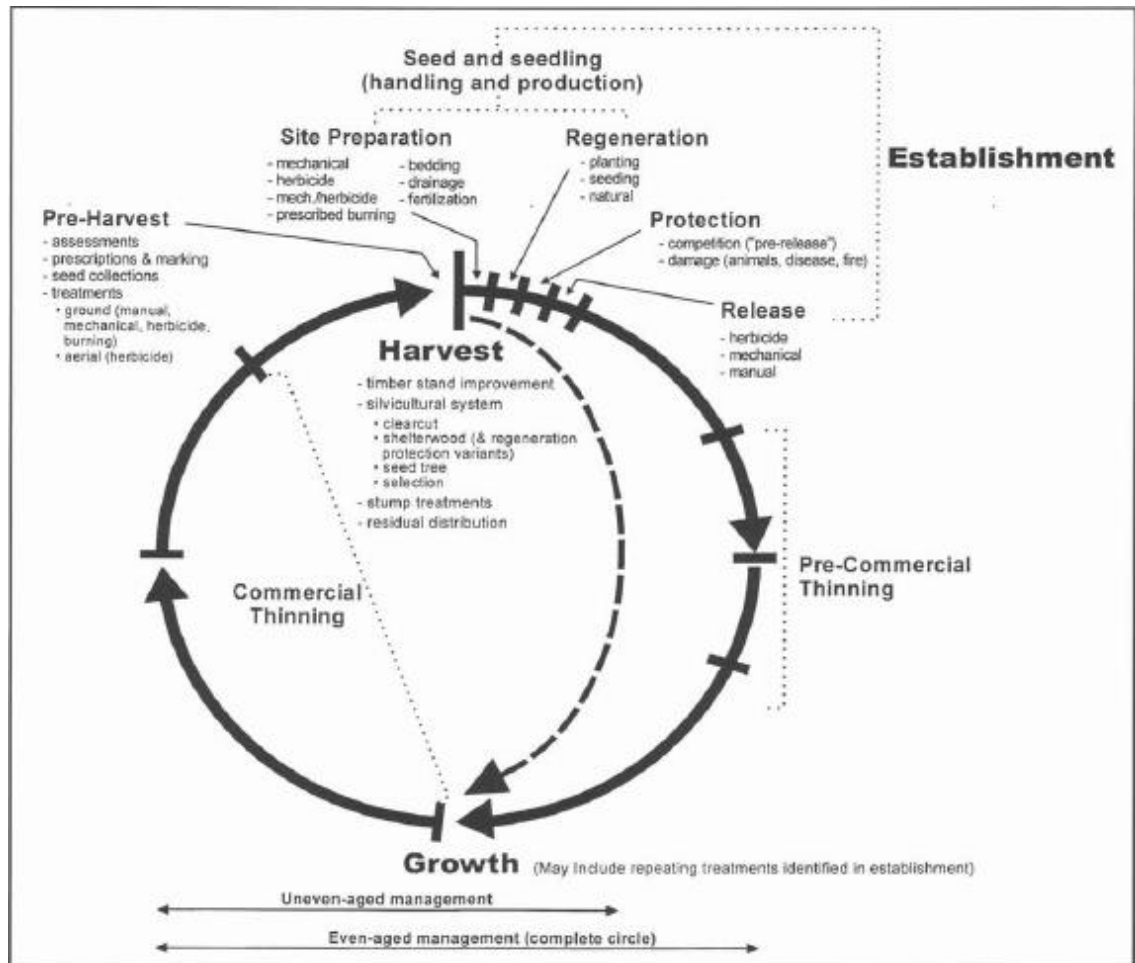 Seed and seedling
(handling and production)
Site Preparation
- mechanical
- herbicide
- mech./herbicide
- prescribed burning
- bedding
- drainage
- fertilization
Regeneration
- planting
- seeding
- natural
Establishment
Pre-Harvest
- assessments
- prescriptions & marking
- seed collections
- treatments
• ground (manual,
mechanical, herbicide,
burning)
• aerial (herbicide)
Protection
- competition ("pre-release")
- damage (animals, disease, fire)
Release
- herbicide
- mechanical
- manual
Harvest
- timber stand improvement
- silvicultural system
• clearcut
• shelterwood (& regeneration
protection variants)
• seed tree
• selection
- stump treatments
- residual distribution
Pre-Commercial
Thinning
Commercial
Thinning
Growth (May include repeating treatments identified in establishment)
Uneven-aged management
Even-aged management (complete circle)